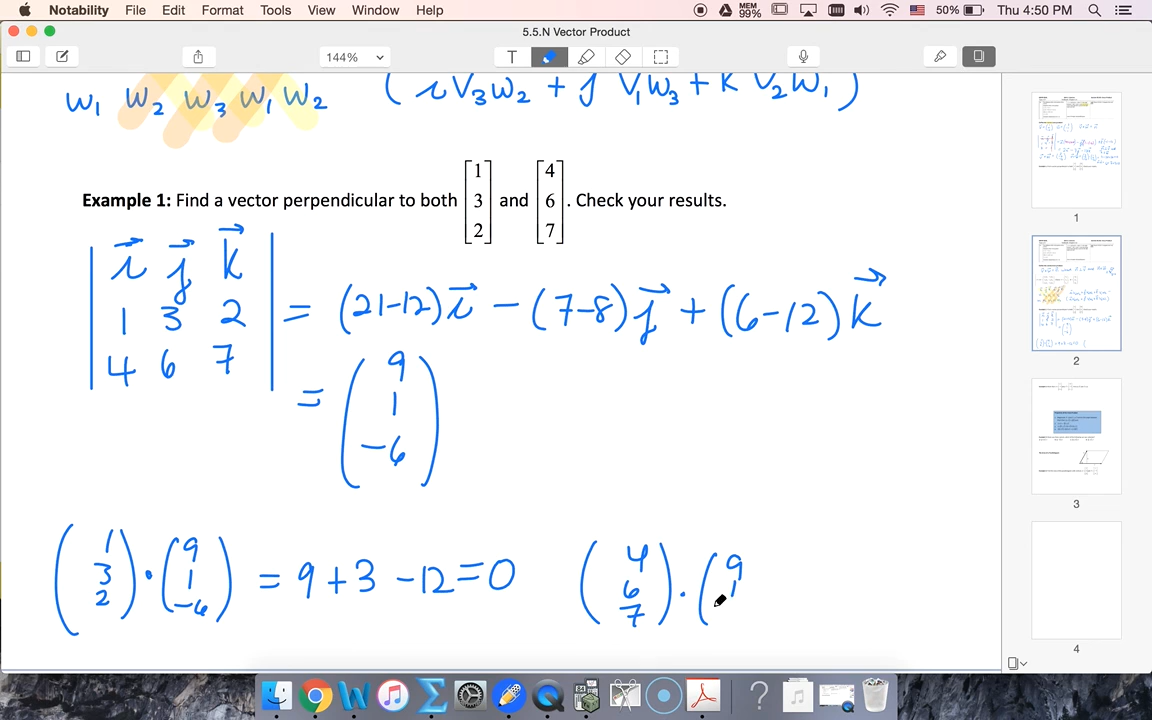 Notability File Edit Format Tools View Window Help MEM 99% 50% Thu 4:50 PM
5.5.N Vector Product
144% T
W₁ W₂ W₃ W₁ W₂ ( i V₃W₂ + j V₁W₃ + k V₂W₁ )
Example 1: Find a vector perpendicular to both [1 3 2] and [4 6 7]. Check your results.
| i⃗ j⃗ k⃗ |
| 1 3 2 | = (21-12) i⃗ - (7-8) j⃗ + (6-12) k⃗
| 4 6 7 |
= (9 1 -6)
(1 3 2) · (9 1 -6) = 9 + 3 - 12 = 0 (4 6 7) · (9 1
1
2
3
4